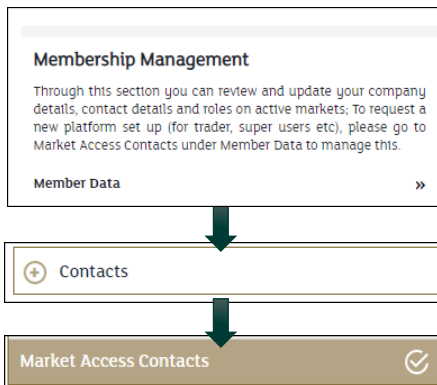 Membership Management
Through this section you can review and update your company
details, contact details and roles on active markets; To request a
new platform set up (for trader, super users etc), please go to
Market Access Contacts under Member Data to manage this.
Member Data »
Contacts
Market Access Contacts